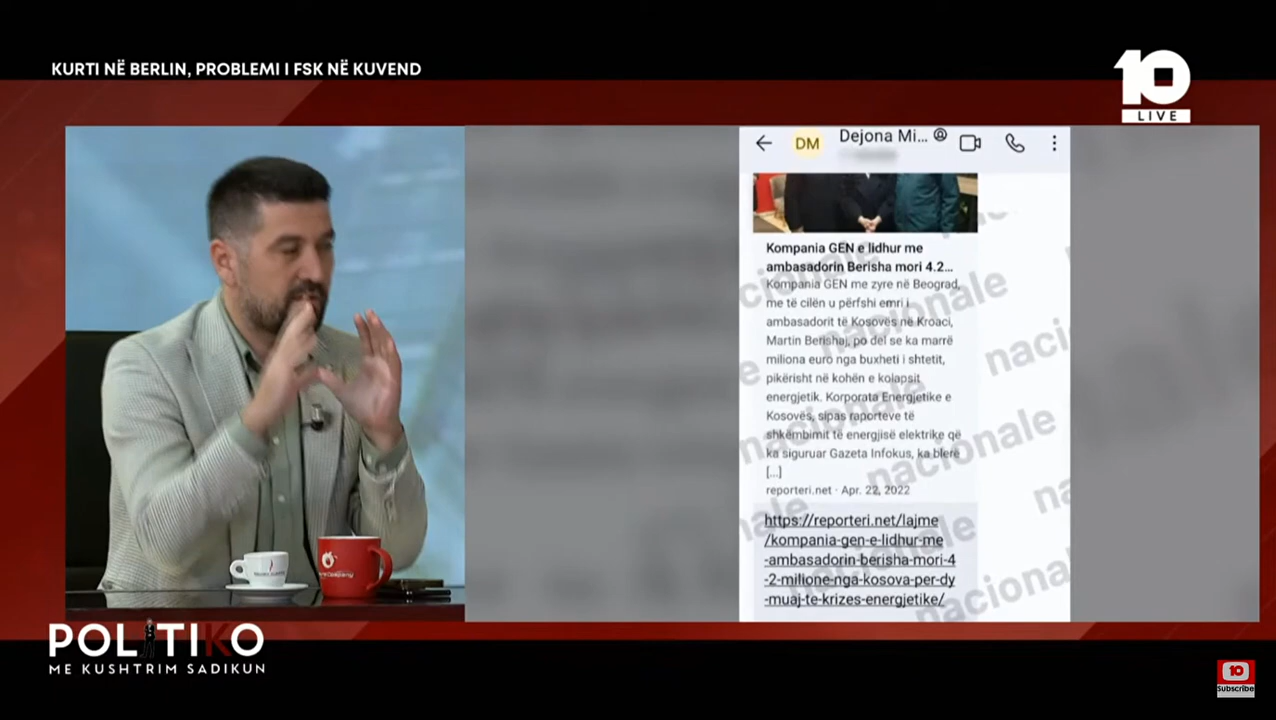 KURTI NË BERLIN, PROBLEMI I FSK NË KUVEND
10
LIVE
DM
Dejona Mi...
Kompania GEN e lidhur me
ambasadorin Berisha mori 4.2...
Kompania GEN me zyre në Beograd,
me të cilën u përfshi emri i
ambasadorit të Kosovës në Kroaci,
Martin Berishaj, po del se ka marrë
miliona euro nga buxheti i shtetit,
pikërisht në kohën e kolapsit
energjetik. Korporata Energjetike e
Kosovës, sipas raporteve të
shkëmbimit të energjisë elektrike që
ka siguruar Gazeta Infokus, ka blerë
[...]
reporteri.net · Apr. 22, 2022
https://reporteri.net/lajme
/kompania-gen-e-lidhur-me
-ambasadorin-berisha-mori-4
-2-milione-nga-kosova-per-dy
-muaj-te-krizes-energjetike/
nacionale
nacionale
nacionale
nacionale
nacionale
POLITIKO
ME KUSHTRIM SADIKUN
10
Subscribe